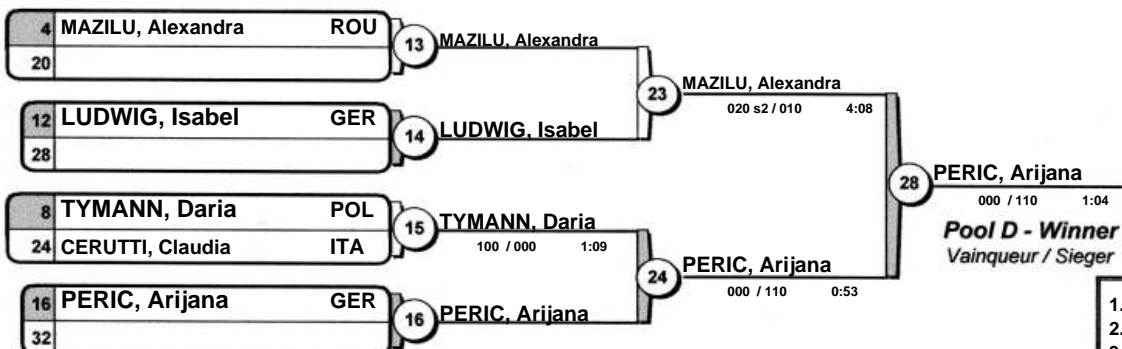 4 MAZILU, Alexandra ROU
20
13 MAZILU, Alexandra
12 LUDWIG, Isabel GER
28
14 LUDWIG, Isabel
23 MAZILU, Alexandra
020 s2 / 010 4:08
8 TYMANN, Daria POL
24 CERUTTI, Claudia ITA
15 TYMANN, Daria
100 / 000 1:09
16 PERIC, Arijana GER
32
16 PERIC, Arijana
24 PERIC, Arijana
000 / 110 0:53
28 PERIC, Arijana
000 / 110 1:04
Pool D - Winner
Vainqueur / Sieger
1.
2.